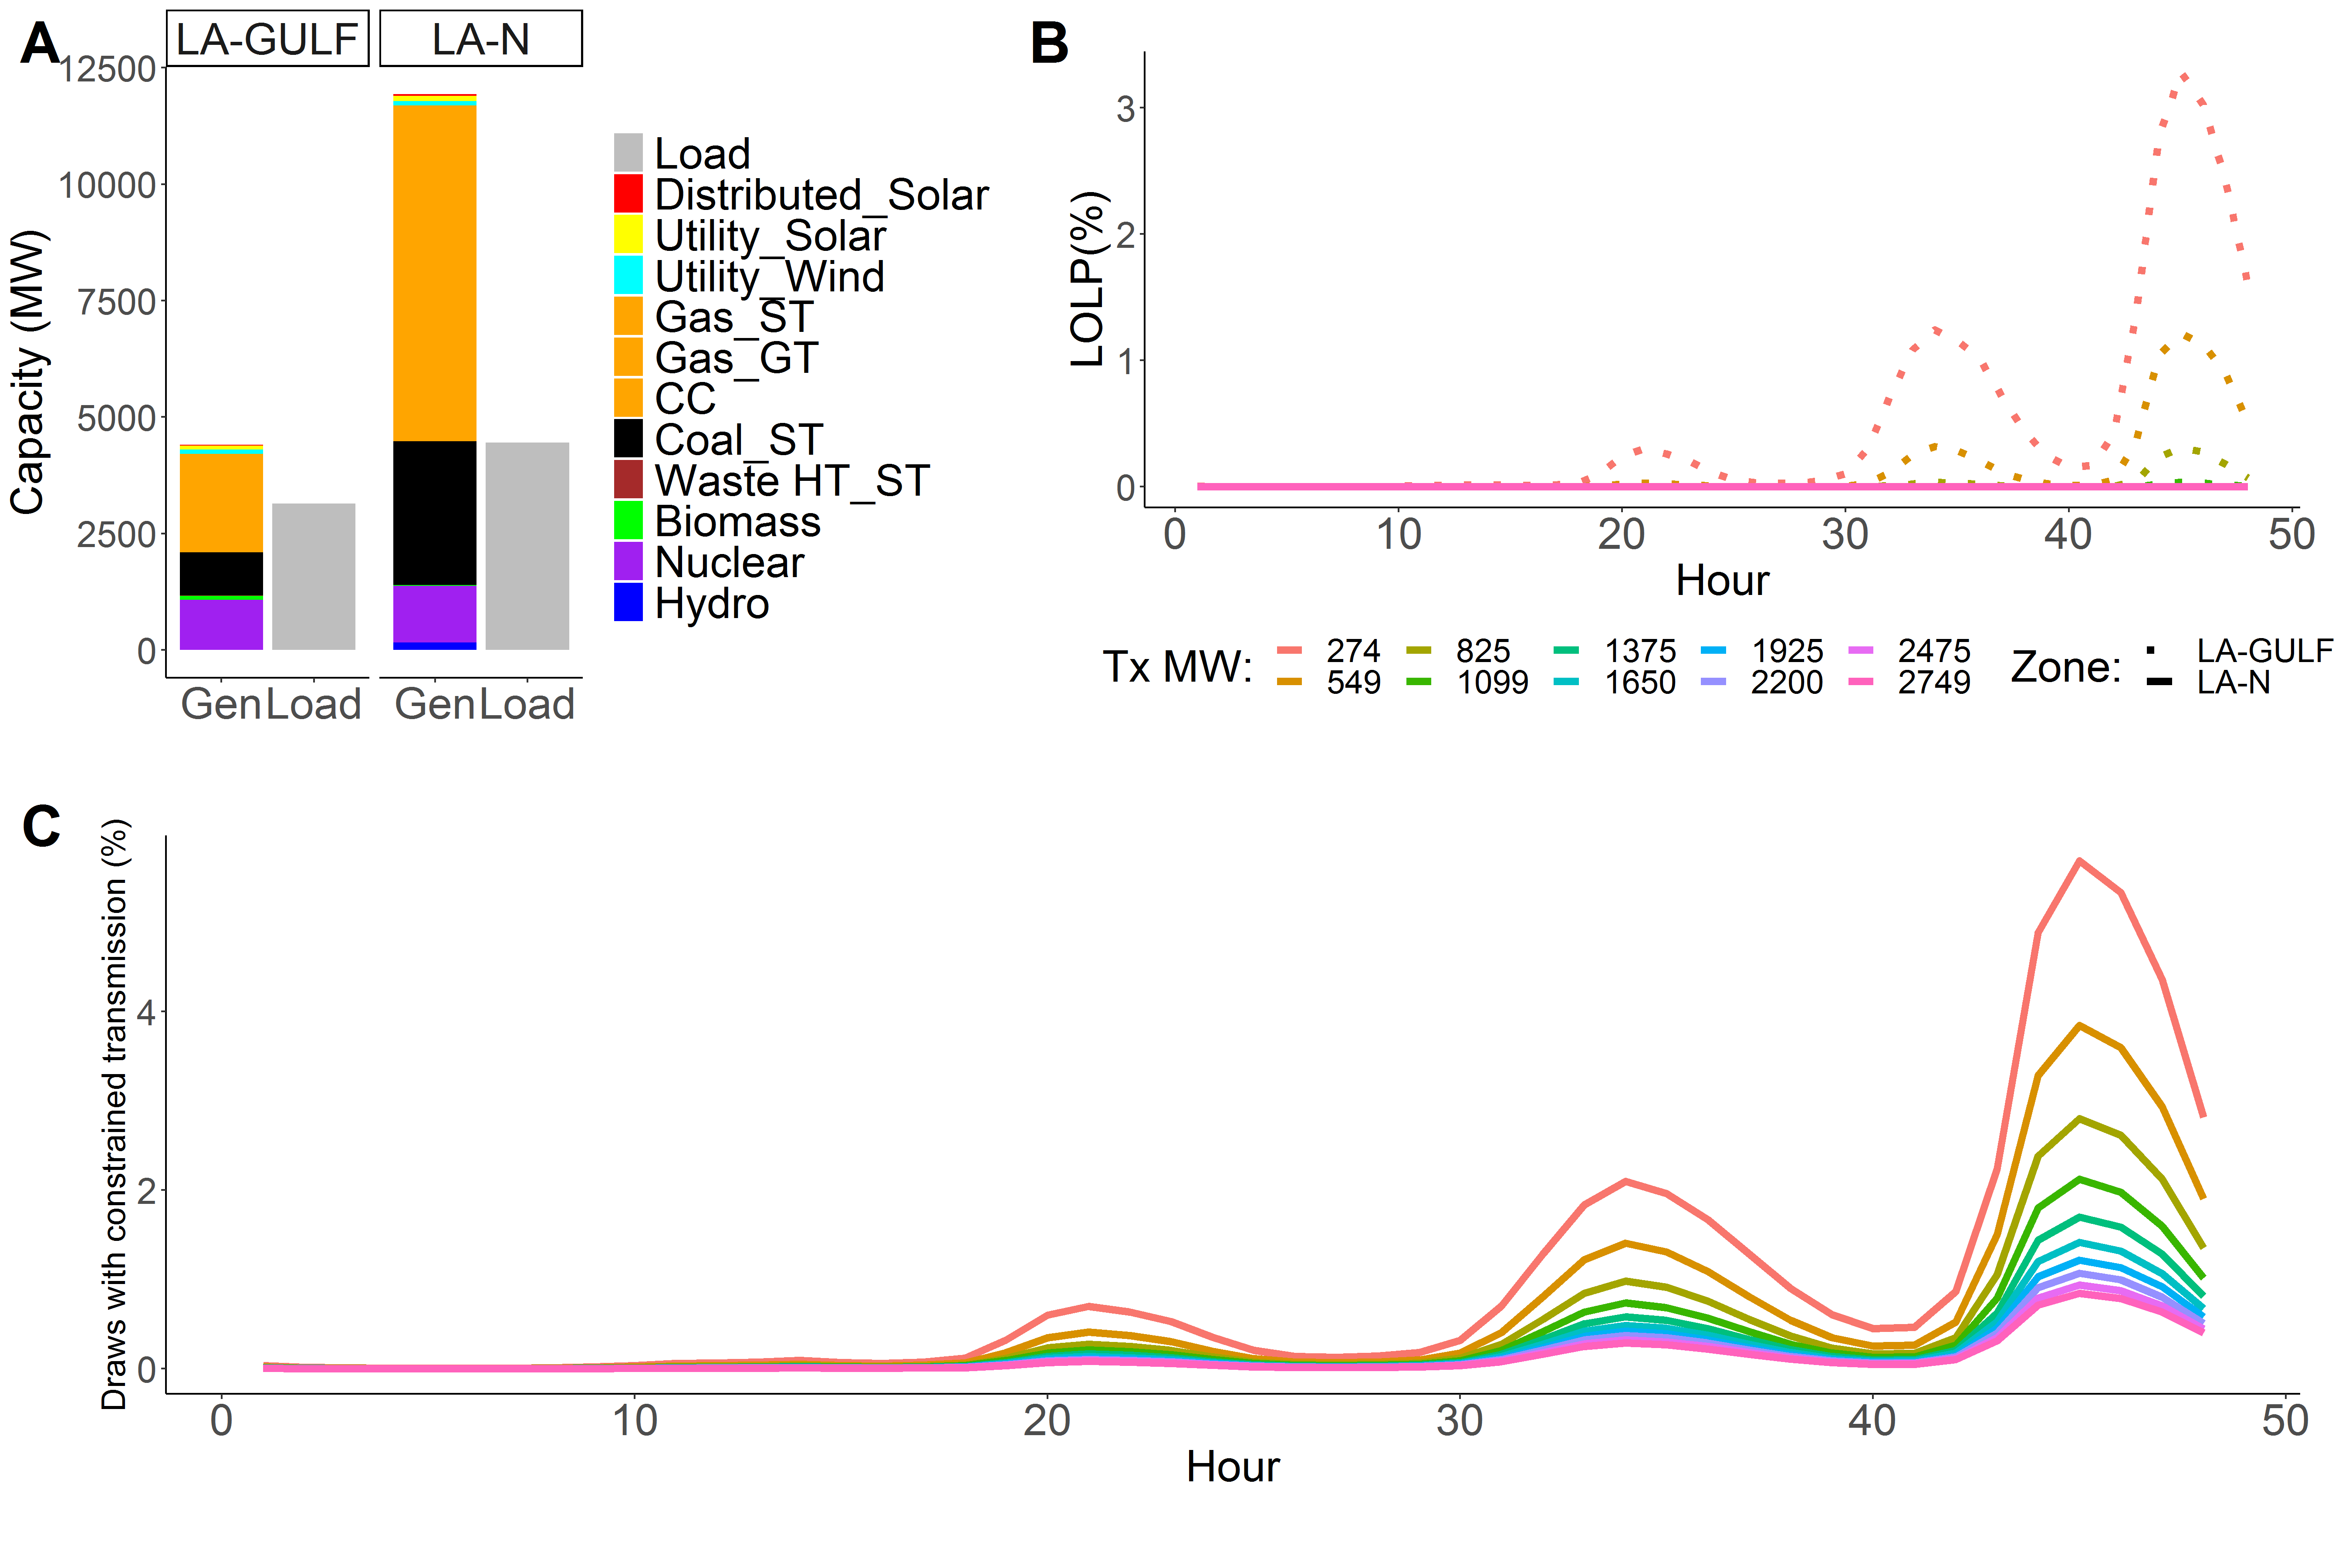 A
LA-GULF LA-N
12500
10000
7500
5000
2500
0
Capacity (MW)
Gen Load Gen Load
Load
Distributed_Solar
Utility_Solar
Utility_Wind
Gas_ST
Gas_GT
CC
Coal_ST
Waste HT_ST
Biomass
Nuclear
Hydro
B
3
2
1
0
LOLP(%)
0 10 20 30 40 50
Hour
Tx MW: 274 825 1375 1925 2475 Zone: LA-GULF
549 1099 1650 2200 2749 LA-N
C
4
2
0
Draws with constrained transmission (%)
0 10 20 30 40 50
Hour